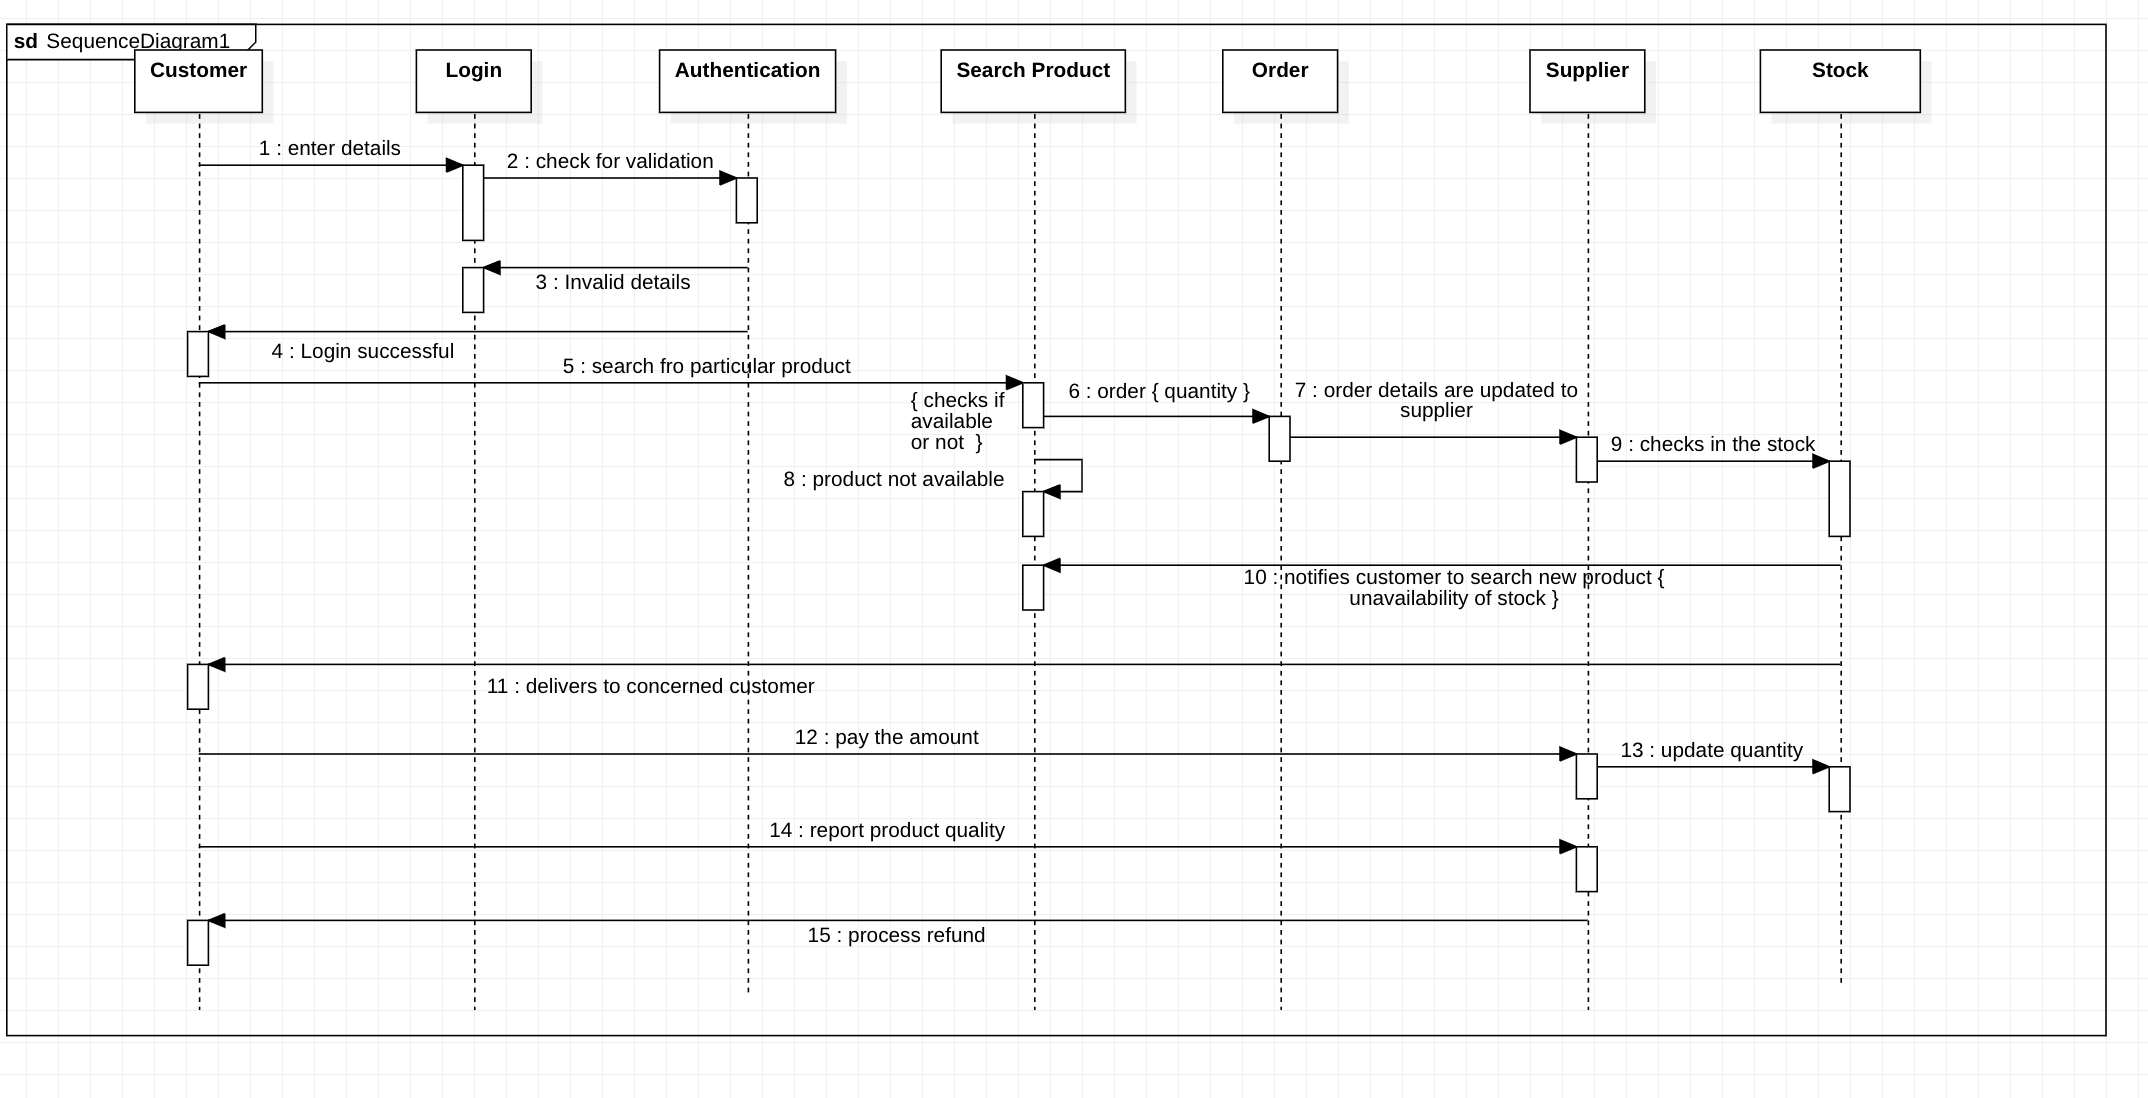 sd SequenceDiagram1
Customer
Login
Authentication
Search Product
Order
Supplier
Stock
1 : enter details
2 : check for validation
3 : Invalid details
4 : Login successful
5 : search fro particular product
{ checks if
available
or not }
6 : order { quantity }
7 : order details are updated to
supplier
8 : product not available
9 : checks in the stock
10 : notifies customer to search new product {
unavailability of stock }
11 : delivers to concerned customer
12 : pay the amount
13 : update quantity
14 : report product quality
15 : process refund